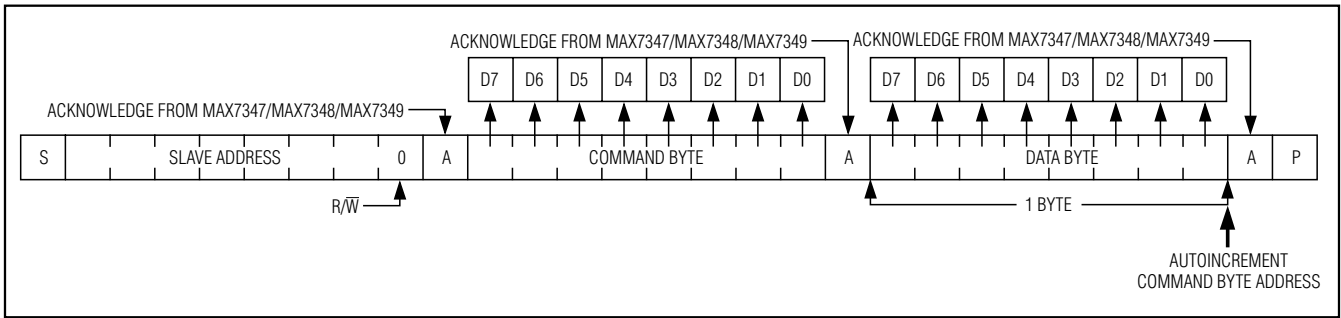 ACKNOWLEDGE FROM MAX7347/MAX7348/MAX7349 ACKNOWLEDGE FROM MAX7347/MAX7348/MAX7349
D7 D6 D5 D4 D3 D2 D1 D0 D7 D6 D5 D4 D3 D2 D1 D0
ACKNOWLEDGE FROM MAX7347/MAX7348/MAX7349
S SLAVE ADDRESS 0 A COMMAND BYTE A DATA BYTE A P
R/W̅ 1 BYTE
AUTOINCREMENT
COMMAND BYTE ADDRESS